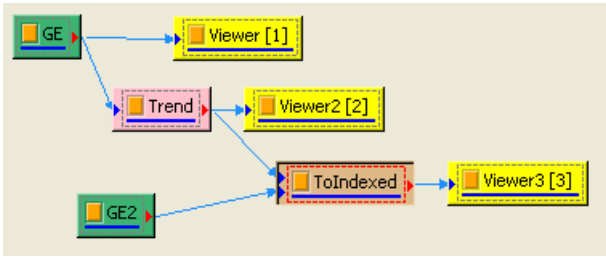 GE
Viewer [1]
Trend
Viewer2 [2]
ToIndexed
Viewer3 [3]
GE2